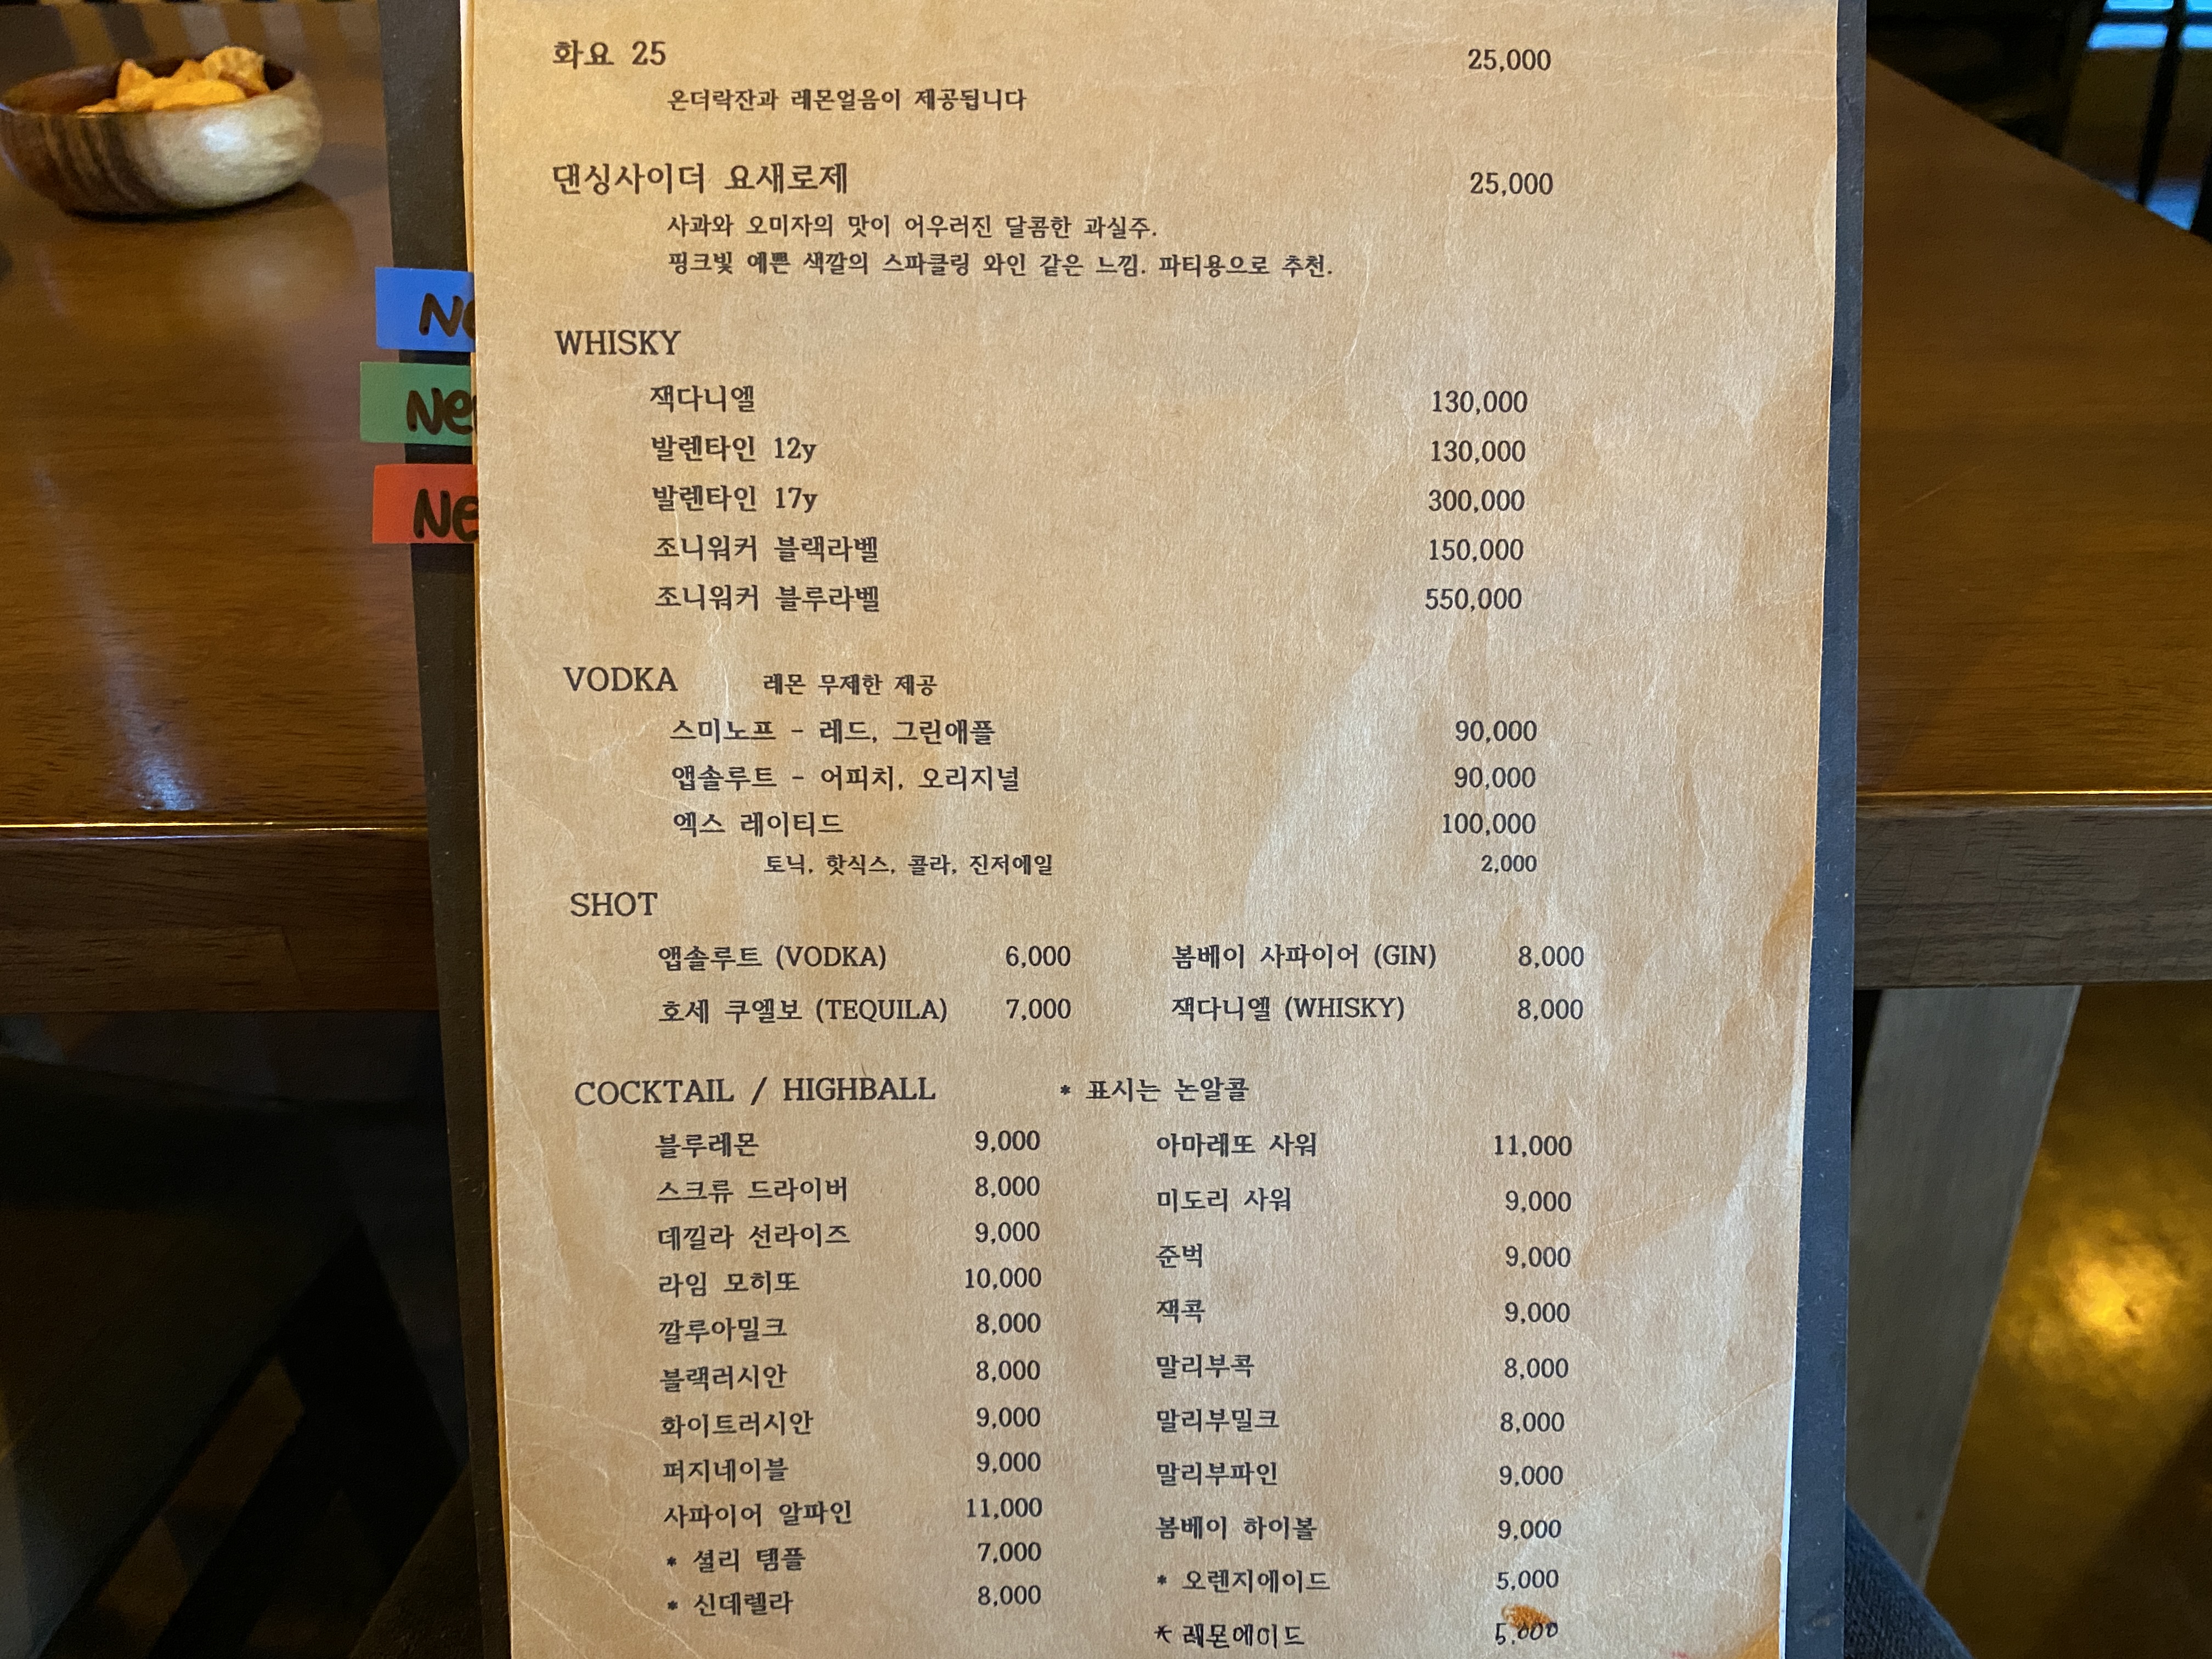 화요 25 25,000
온더락잔과 레몬얼음이 제공됩니다
댄싱사이더 요새로제 25,000
사과와 오미자의 맛이 어우러진 달콤한 과실주.
핑크빛 예쁜 색깔의 스파클링 와인 같은 느낌. 파티용으로 추천.
WHISKY
잭다니엘 130,000
발렌타인 12y 130,000
발렌타인 17y 300,000
조니워커 블랙라벨 150,000
조니워커 블루라벨 550,000
VODKA 레몬 무제한 제공
스미노프 - 레드, 그린애플 90,000
앱솔루트 - 어피치, 오리지널 90,000
엑스 레이티드 100,000
토닉, 핫식스, 콜라, 진저에일 2,000
SHOT
앱솔루트 (VODKA) 6,000 봄베이 사파이어 (GIN) 8,000
호세 쿠엘보 (TEQUILA) 7,000 잭다니엘 (WHISKY) 8,000
COCKTAIL / HIGHBALL * 표시는 논알콜
블루레몬 9,000
스크류 드라이버 8,000
데낄라 선라이즈 9,000
라임 모히또 10,000
깔루아밀크 8,000
블랙러시안 8,000
화이트러시안 9,000
퍼지네이블 9,000
사파이어 알파인 11,000
* 셜리 템플 7,000
* 신데렐라 8,000
아마레또 사워 11,000
미도리 사워 9,000
준벅 9,000
잭콕 9,000
말리부콕 8,000
말리부밀크 8,000
말리부파인 9,000
봄베이 하이볼 9,000
* 오렌지에이드 5,000
* 레몬에이드 5,000